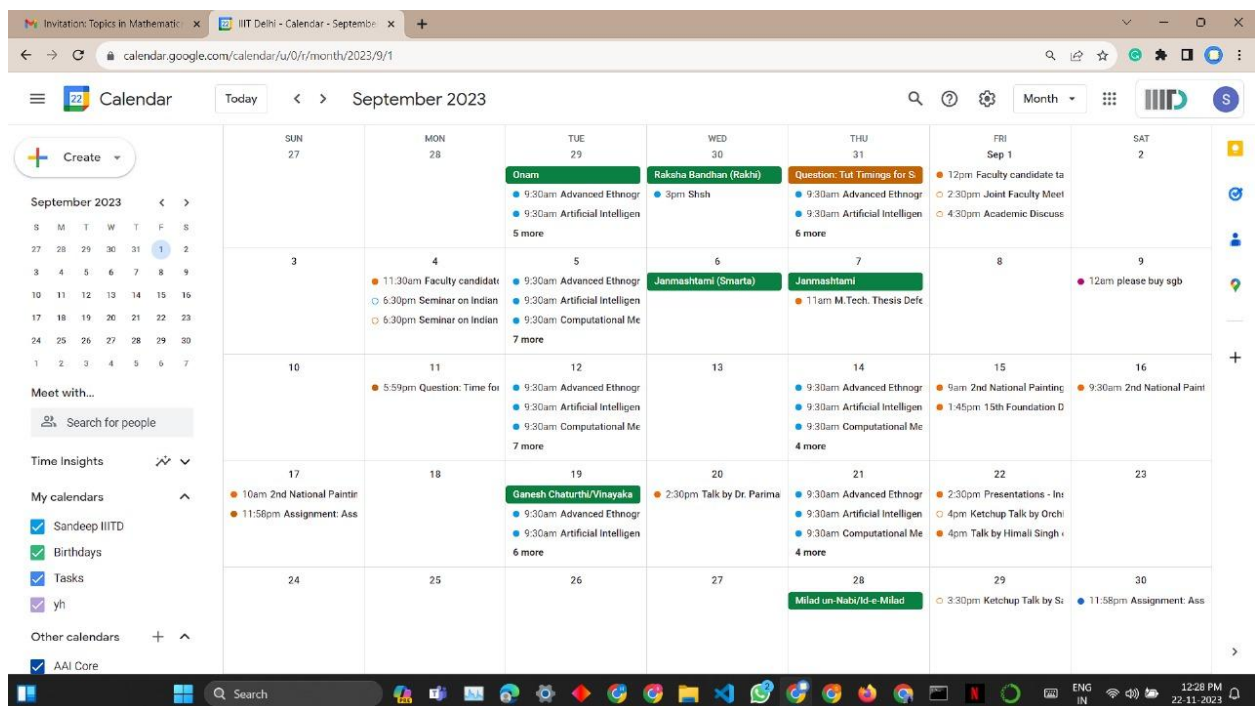 Invitation: Topics in Mathematic
IIIT Delhi - Calendar - Septembe
calendar.google.com/calendar/u/0/r/month/2023/9/1
22 Calendar
Today
September 2023
Month
IIITD
S
Create
September 2023
S M T W T F S
27 28 29 30 31 1 2
3 4 5 6 7 8 9
10 11 12 13 14 15 16
17 18 19 20 21 22 23
24 25 26 27 28 29 30
1 2 3 4 5 6 7
Meet with...
Search for people
Time Insights
My calendars
Sandeep IIITD
Birthdays
Tasks
yh
Other calendars
AAI Core
SUN MON TUE WED THU FRI SAT
27 28 29 30 31 Sep 1 2
Onam
9:30am Advanced Ethnogr
9:30am Artificial Intelligen
5 more
Raksha Bandhan (Rakhi)
3pm Shsh
Question: Tut Timings for S
9:30am Advanced Ethnogr
9:30am Artificial Intelligen
6 more
12pm Faculty candidate ta
2:30pm Joint Faculty Meet
4:30pm Academic Discuss
3 4 5 6 7 8 9
11:30am Faculty candidate
6:30pm Seminar on Indian
6:30pm Seminar on Indian
9:30am Advanced Ethnogr
9:30am Artificial Intelligen
9:30am Computational Me
7 more
Janmashtami (Smarta)
Janmashtami
11am M.Tech. Thesis Defe
12am please buy sgb
10 11 12 13 14 15 16
5:59pm Question: Time for
9:30am Advanced Ethnogr
9:30am Artificial Intelligen
9:30am Computational Me
7 more
9:30am Advanced Ethnogr
9:30am Artificial Intelligen
9:30am Computational Me
4 more
9am 2nd National Painting
1:45pm 15th Foundation D
9:30am 2nd National Paint
17 18 19 20 21 22 23
10am 2nd National Paintin
11:58pm Assignment: Ass
Ganesh Chaturthi/Vinayaka
9:30am Advanced Ethnogr
9:30am Artificial Intelligen
6 more
2:30pm Talk by Dr. Parima
9:30am Advanced Ethnogr
9:30am Artificial Intelligen
9:30am Computational Me
4 more
2:30pm Presentations - Ins
4pm Ketchup Talk by Orchi
4pm Talk by Himali Singh
24 25 26 27 28 29 30
Milad un-Nabi/Id-e-Milad
3:30pm Ketchup Talk by Sa
11:58pm Assignment: Ass
Search
ENG
IN
12:28 PM
22-11-2023